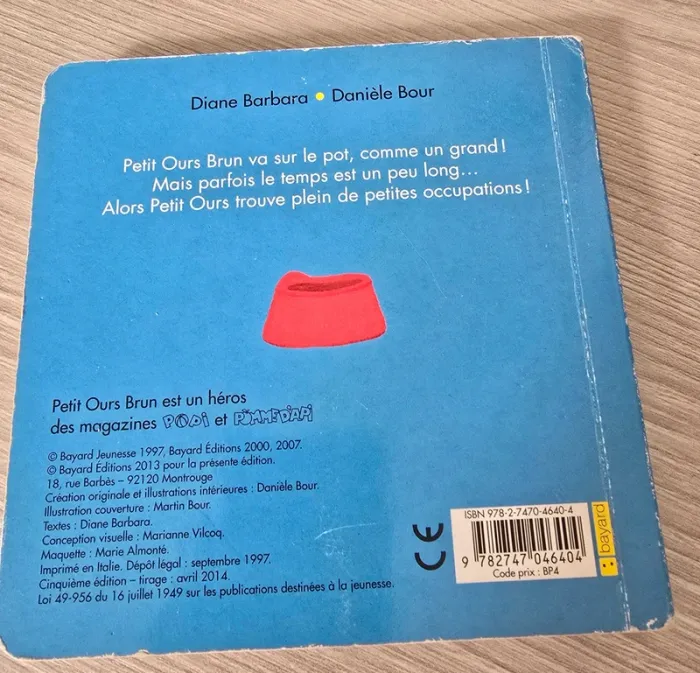 Diane Barbara • Danièle Bour
Petit Ours Brun va sur le pot, comme un grand !
Mais parfois le temps est un peu long...
Alors Petit Ours trouve plein de petites occupations !
Petit Ours Brun est un héros
des magazines POPi et POMME D'API
© Bayard Jeunesse 1997, Bayard Éditions 2000, 2007.
© Bayard Éditions 2013 pour la présente édition.
18, rue Barbès – 92120 Montrouge
Création originale et illustrations intérieures : Danièle Bour.
Illustration couverture : Martin Bour.
Textes : Diane Barbara.
Conception visuelle : Marianne Vilcoq.
Maquette : Marie Almonté.
Imprimé en Italie. Dépôt légal : septembre 1997.
Cinquième édition – tirage : avril 2014.
Loi 49-956 du 16 juillet 1949 sur les publications destinées à la jeunesse.
CE
ISBN 978-2-7470-4640-4
9 782747 046404
Code prix : BP4
bayard